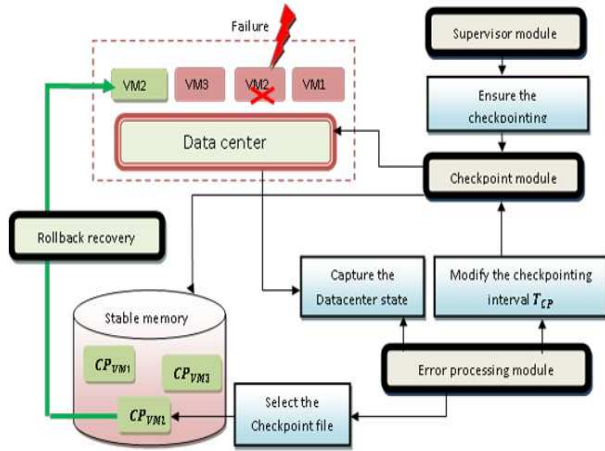 Failure
Supervisor module
VM2
VM3
VM2
VM1
Ensure the
checkpointing
Data center
Checkpoint module
Rollback recovery
Capture the
Datacenter state
Modify the checkpointing
interval T_CP
Stable memory
CP_VM1
CP_VM3
CP_VM2
Select the
Checkpoint file
Error processing module